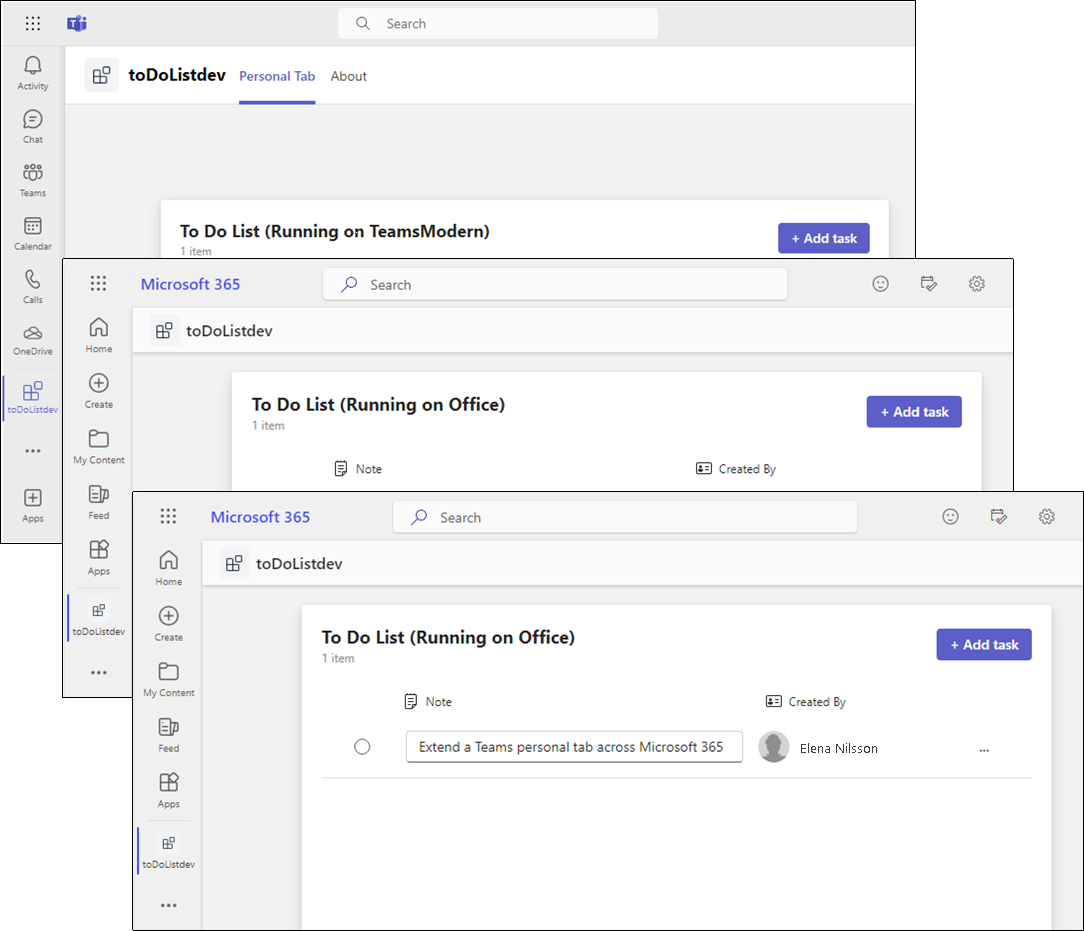 Search
Activity
Chat
Teams
Calendar
Calls
OneDrive
toDoListdev
Apps
toDoListdev Personal Tab About
To Do List (Running on TeamsModern)
1 item
+ Add task
Microsoft 365
Search
Home
Create
My Content
Feed
Apps
toDoListdev
toDoListdev
To Do List (Running on Office)
1 item
+ Add task
Note Created By
Microsoft 365
Search
Home
Create
My Content
Feed
Apps
toDoListdev
toDoListdev
To Do List (Running on Office)
1 item
+ Add task
Note Created By
Extend a Teams personal tab across Microsoft 365 Elena Nilsson ...